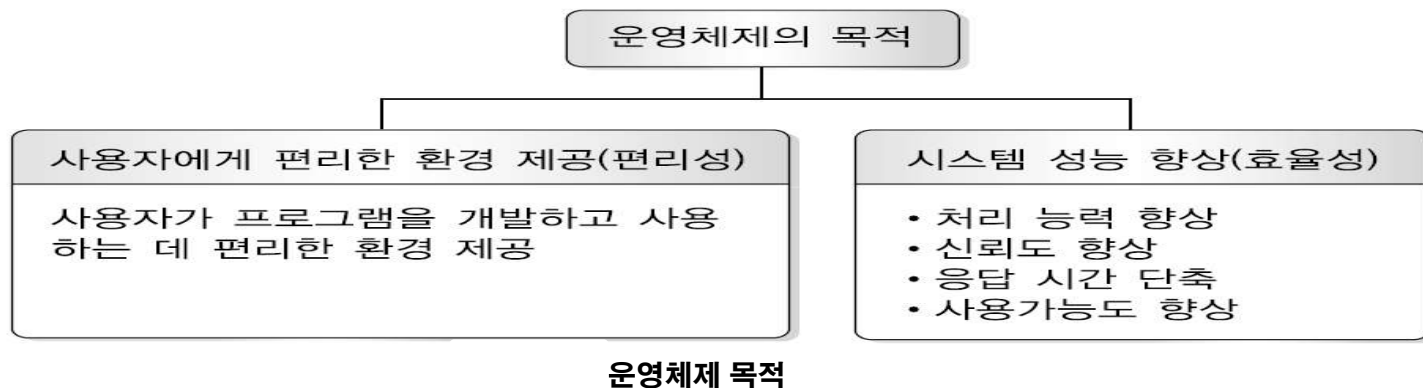 운영체제의 목적
사용자에게 편리한 환경 제공(편리성)
사용자가 프로그램을 개발하고 사용
하는 데 편리한 환경 제공
시스템 성능 향상(효율성)
• 처리 능력 향상
• 신뢰도 향상
• 응답 시간 단축
• 사용가능도 향상
운영체제 목적